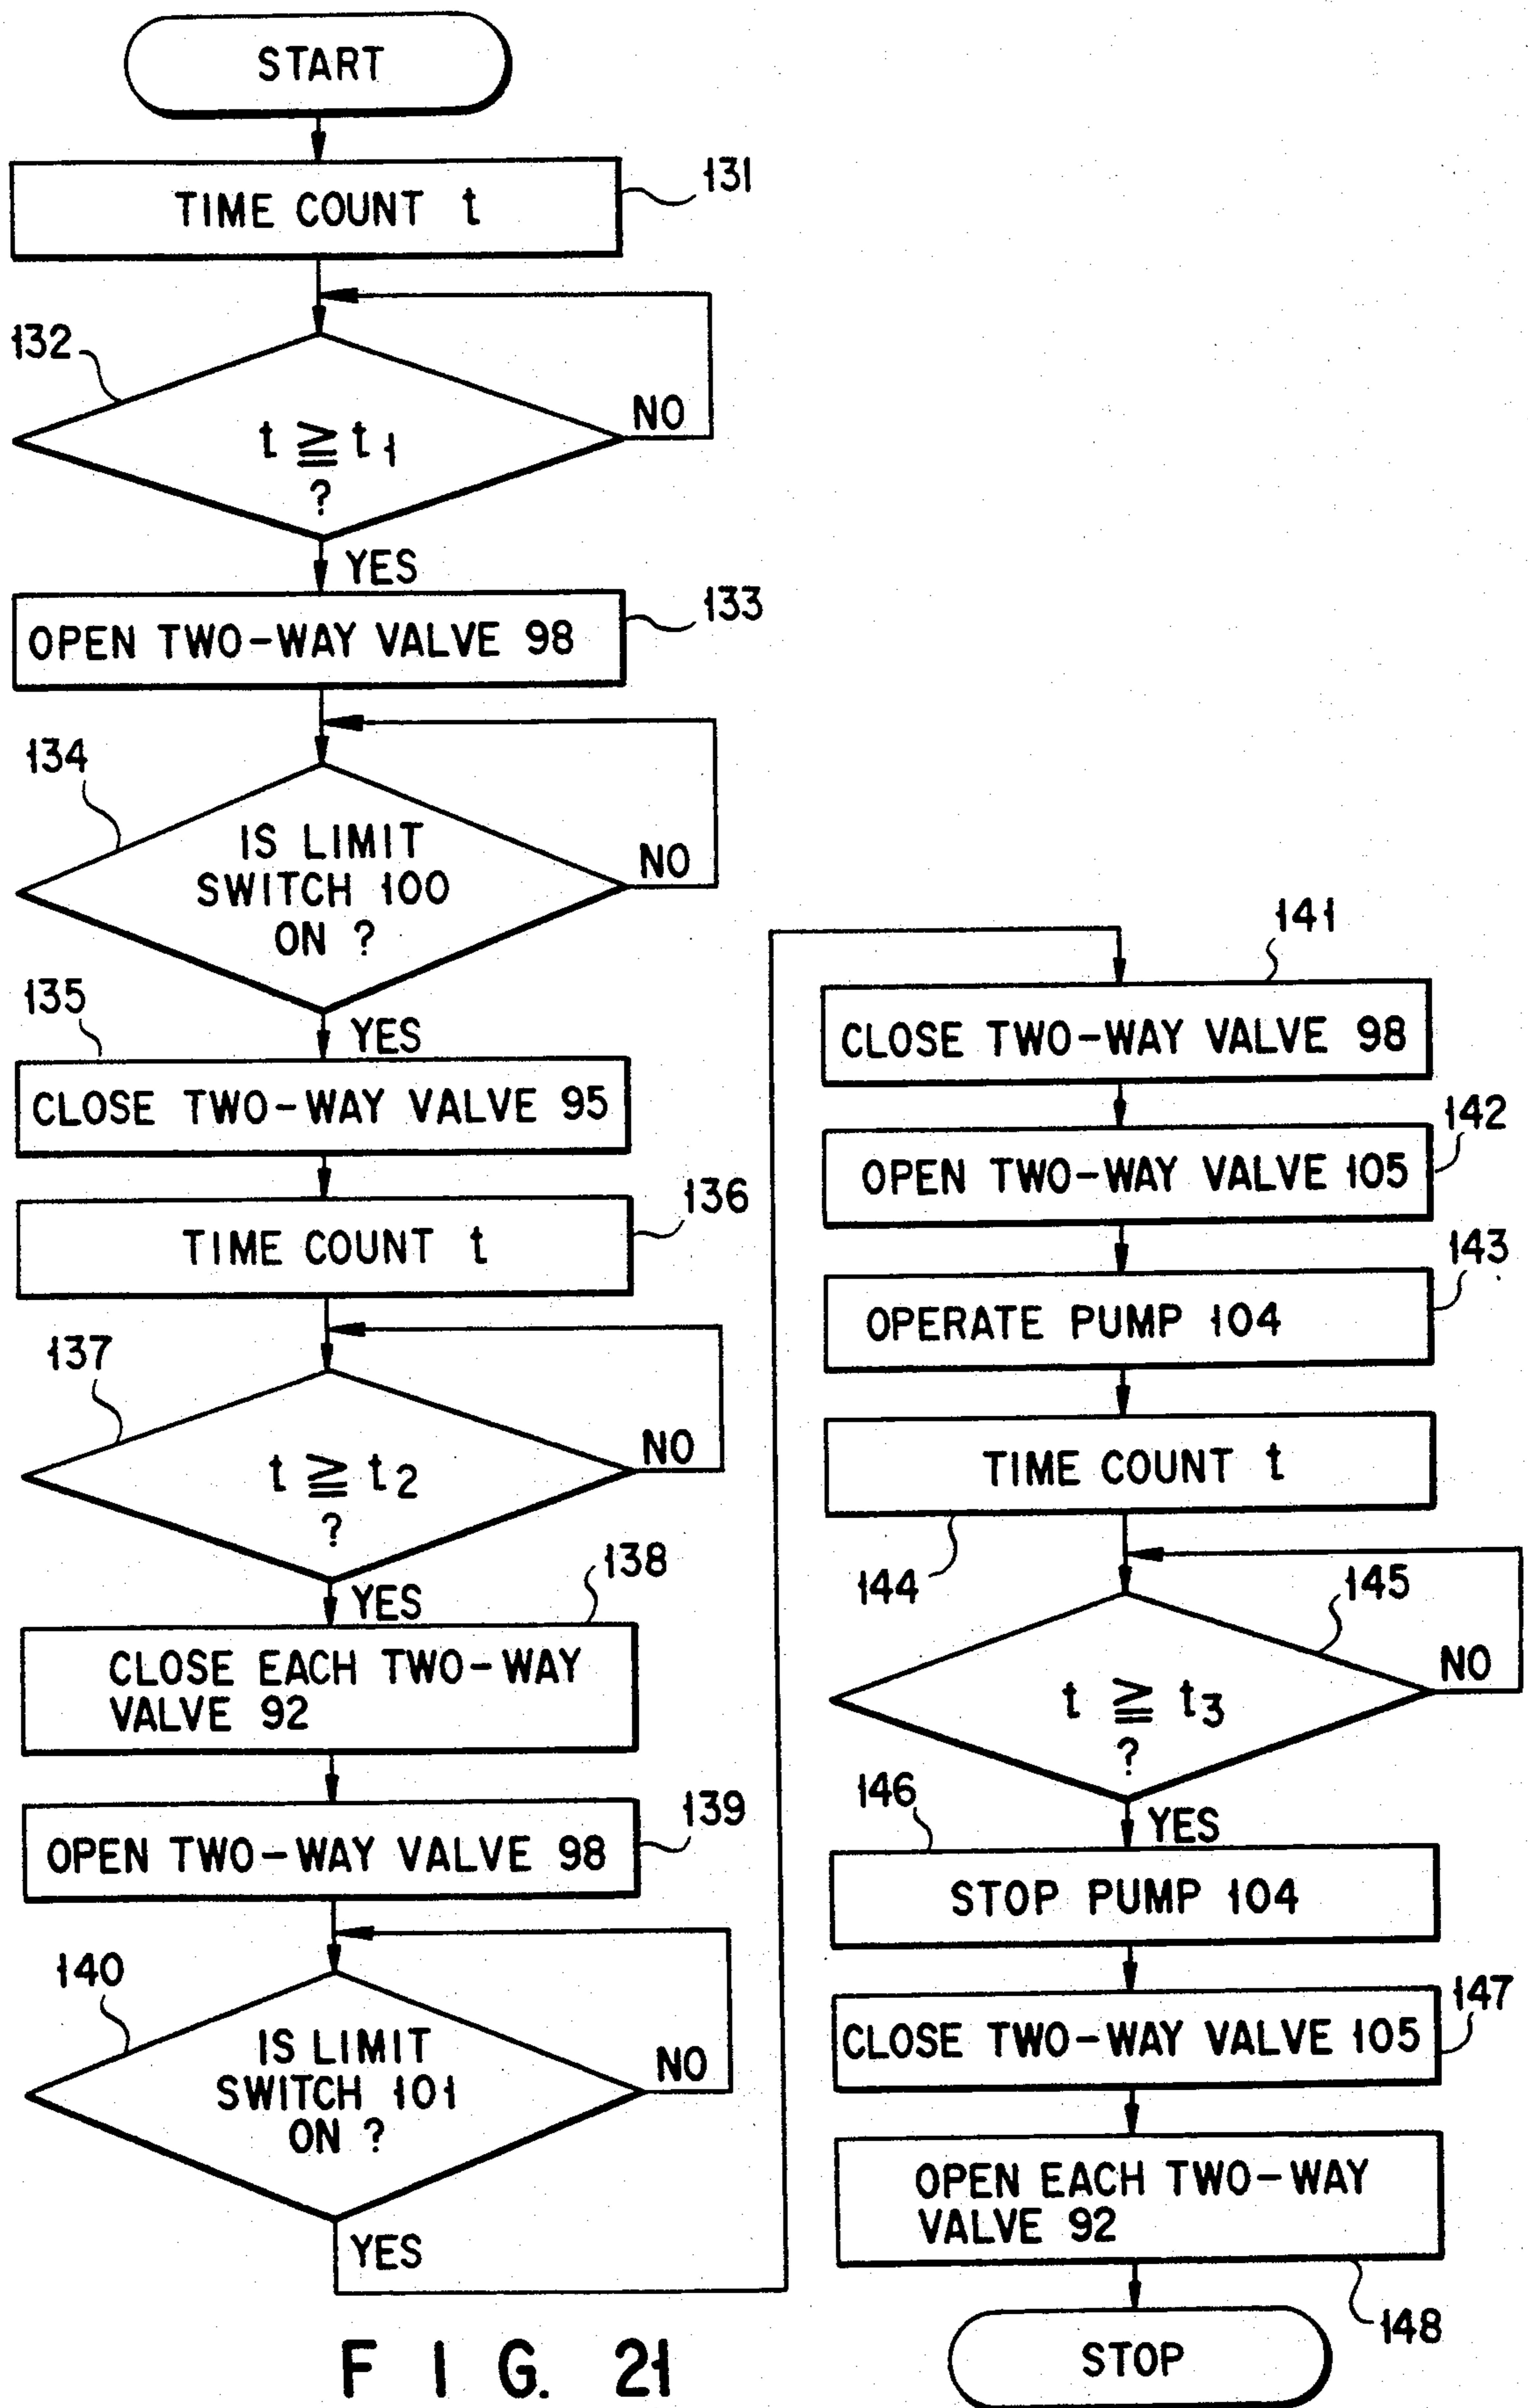 START
TIME COUNT t
131
132
t ≧ t1
?
NO
YES
OPEN TWO-WAY VALVE 98
133
134
IS LIMIT
SWITCH 100
ON ?
NO
YES
135
CLOSE TWO-WAY VALVE 95
TIME COUNT t
136
137
t ≧ t2
?
NO
YES
138
CLOSE EACH TWO-WAY
VALVE 92
OPEN TWO-WAY VALVE 98
139
140
IS LIMIT
SWITCH 101
ON ?
NO
YES
141
CLOSE TWO-WAY VALVE 98
142
OPEN TWO-WAY VALVE 105
143
OPERATE PUMP 104
TIME COUNT t
144
145
t ≧ t3
?
NO
YES
146
STOP PUMP 104
147
CLOSE TWO-WAY VALVE 105
OPEN EACH TWO-WAY
VALVE 92
148
STOP
FIG. 21